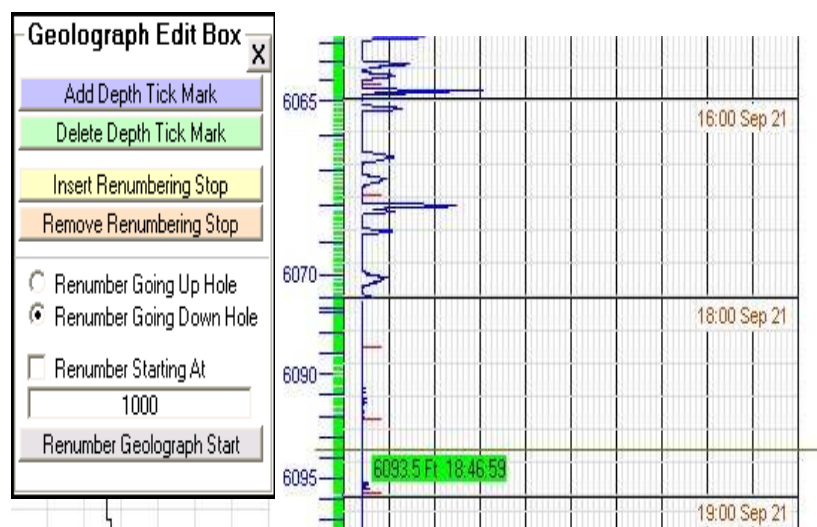 Geolograph Edit Box
X
Add Depth Tick Mark
Delete Depth Tick Mark
Insert Renumbering Stop
Remove Renumbering Stop
Renumber Going Up Hole
Renumber Going Down Hole
Renumber Starting At
1000
Renumber Geolograph Start
6065
16:00 Sep 21
6070
18:00 Sep 21
6090
6093.5 Ft 18:46:59
6095
19:00 Sep 21